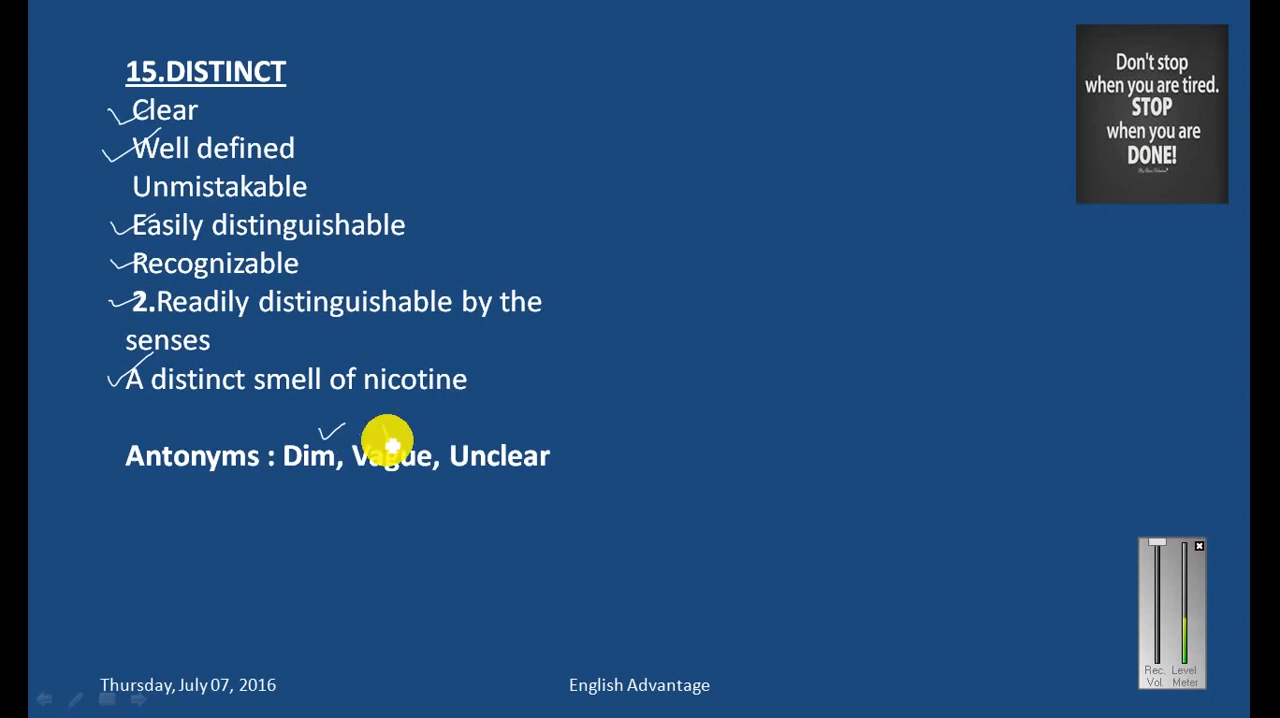 15.DISTINCT
Clear
Well defined
Unmistakable
Easily distinguishable
Recognizable
2.Readily distinguishable by the
senses
A distinct smell of nicotine
Antonyms : Dim, Vague, Unclear
Don't stop
when you are tired.
STOP
when you are
DONE!
Rec. Level
Vol. Meter
Thursday, July 07, 2016
English Advantage